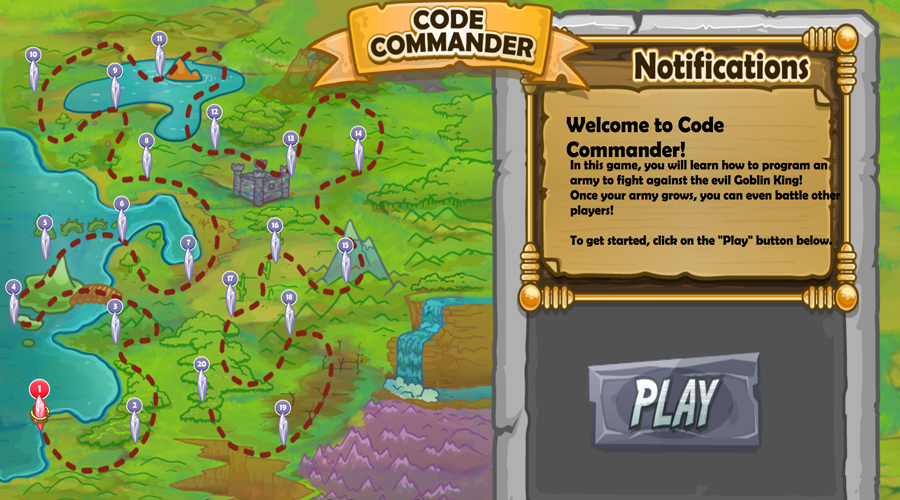 CODE
COMMANDER
Notifications
Welcome to Code
Commander!
In this game, you will learn how to program an
army to fight against the evil Goblin King!
Once your army grows, you can even battle other
players!
To get started, click on the "Play" button below.
PLAY
11
10
9
12
14
13
8
6
5
16
7
15
17
4
18
3
20
1
2
19